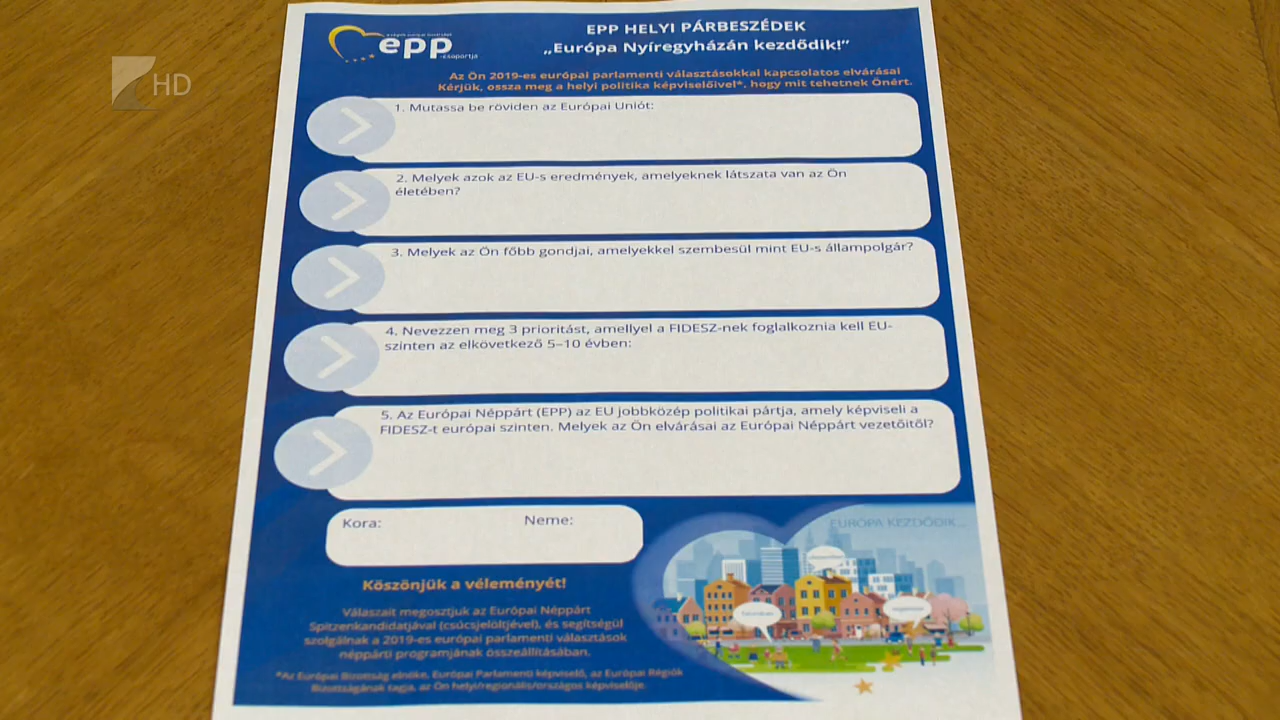 HD
epp
csoportja
EPP HELYI PÁRBESZÉDEK
„Európa Nyíregyházán kezdődik!”
Az Ön 2019-es európai parlamenti választásokkal kapcsolatos elvárásai
Kérjük, ossza meg a helyi politika képviselőivel*, hogy mit tehetnek Önért.
1. Mutassa be röviden az Európai Uniót:
2. Melyek azok az EU-s eredmények, amelyeknek látszata van az Ön
életében?
3. Melyek az Ön főbb gondjai, amelyekkel szembesül mint EU-s állampolgár?
4. Nevezzen meg 3 prioritást, amellyel a FIDESZ-nek foglalkoznia kell EU-
szinten az elkövetkező 5–10 évben:
5. Az Európai Néppárt (EPP) az EU jobbközép politikai pártja, amely képviseli a
FIDESZ-t európai szinten. Melyek az Ön elvárásai az Európai Néppárt vezetőitől?
Kora:
Neme:
EURÓPA KEZDŐDIK...
Köszönjük a véleményét!
Válaszait megosztjuk az Európai Néppárt
Spitzenkandidatjával (csúcsjelöltjével), és segítségül
szolgálnak a 2019-es európai parlamenti választások
néppárti programjának összeállításában.
*Az Európai Bizottság elnöke, Európai Parlamenti képviselő, az Európai Régiók
Bizottságának tagja, az Ön helyi/regionális/országos képviselője.